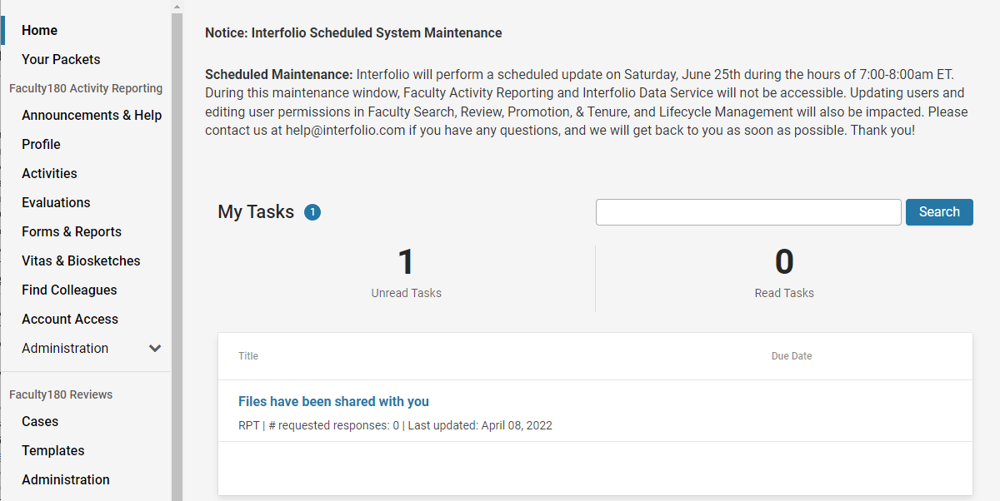 Home
Your Packets
Faculty180 Activity Reporting
Announcements & Help
Profile
Activities
Evaluations
Forms & Reports
Vitas & Biosketches
Find Colleagues
Account Access
Administration
Faculty180 Reviews
Cases
Templates
Administration
Notice: Interfolio Scheduled System Maintenance
Scheduled Maintenance: Interfolio will perform a scheduled update on Saturday, June 25th during the hours of 7:00-8:00am ET.
During this maintenance window, Faculty Activity Reporting and Interfolio Data Service will not be accessible. Updating users and
editing user permissions in Faculty Search, Review, Promotion, & Tenure, and Lifecycle Management will also be impacted. Please
contact us at help@interfolio.com if you have any questions, and we will get back to you as soon as possible. Thank you!
My Tasks 1
Search
1
Unread Tasks
0
Read Tasks
Title Due Date
Files have been shared with you
RPT | # requested responses: 0 | Last updated: April 08, 2022